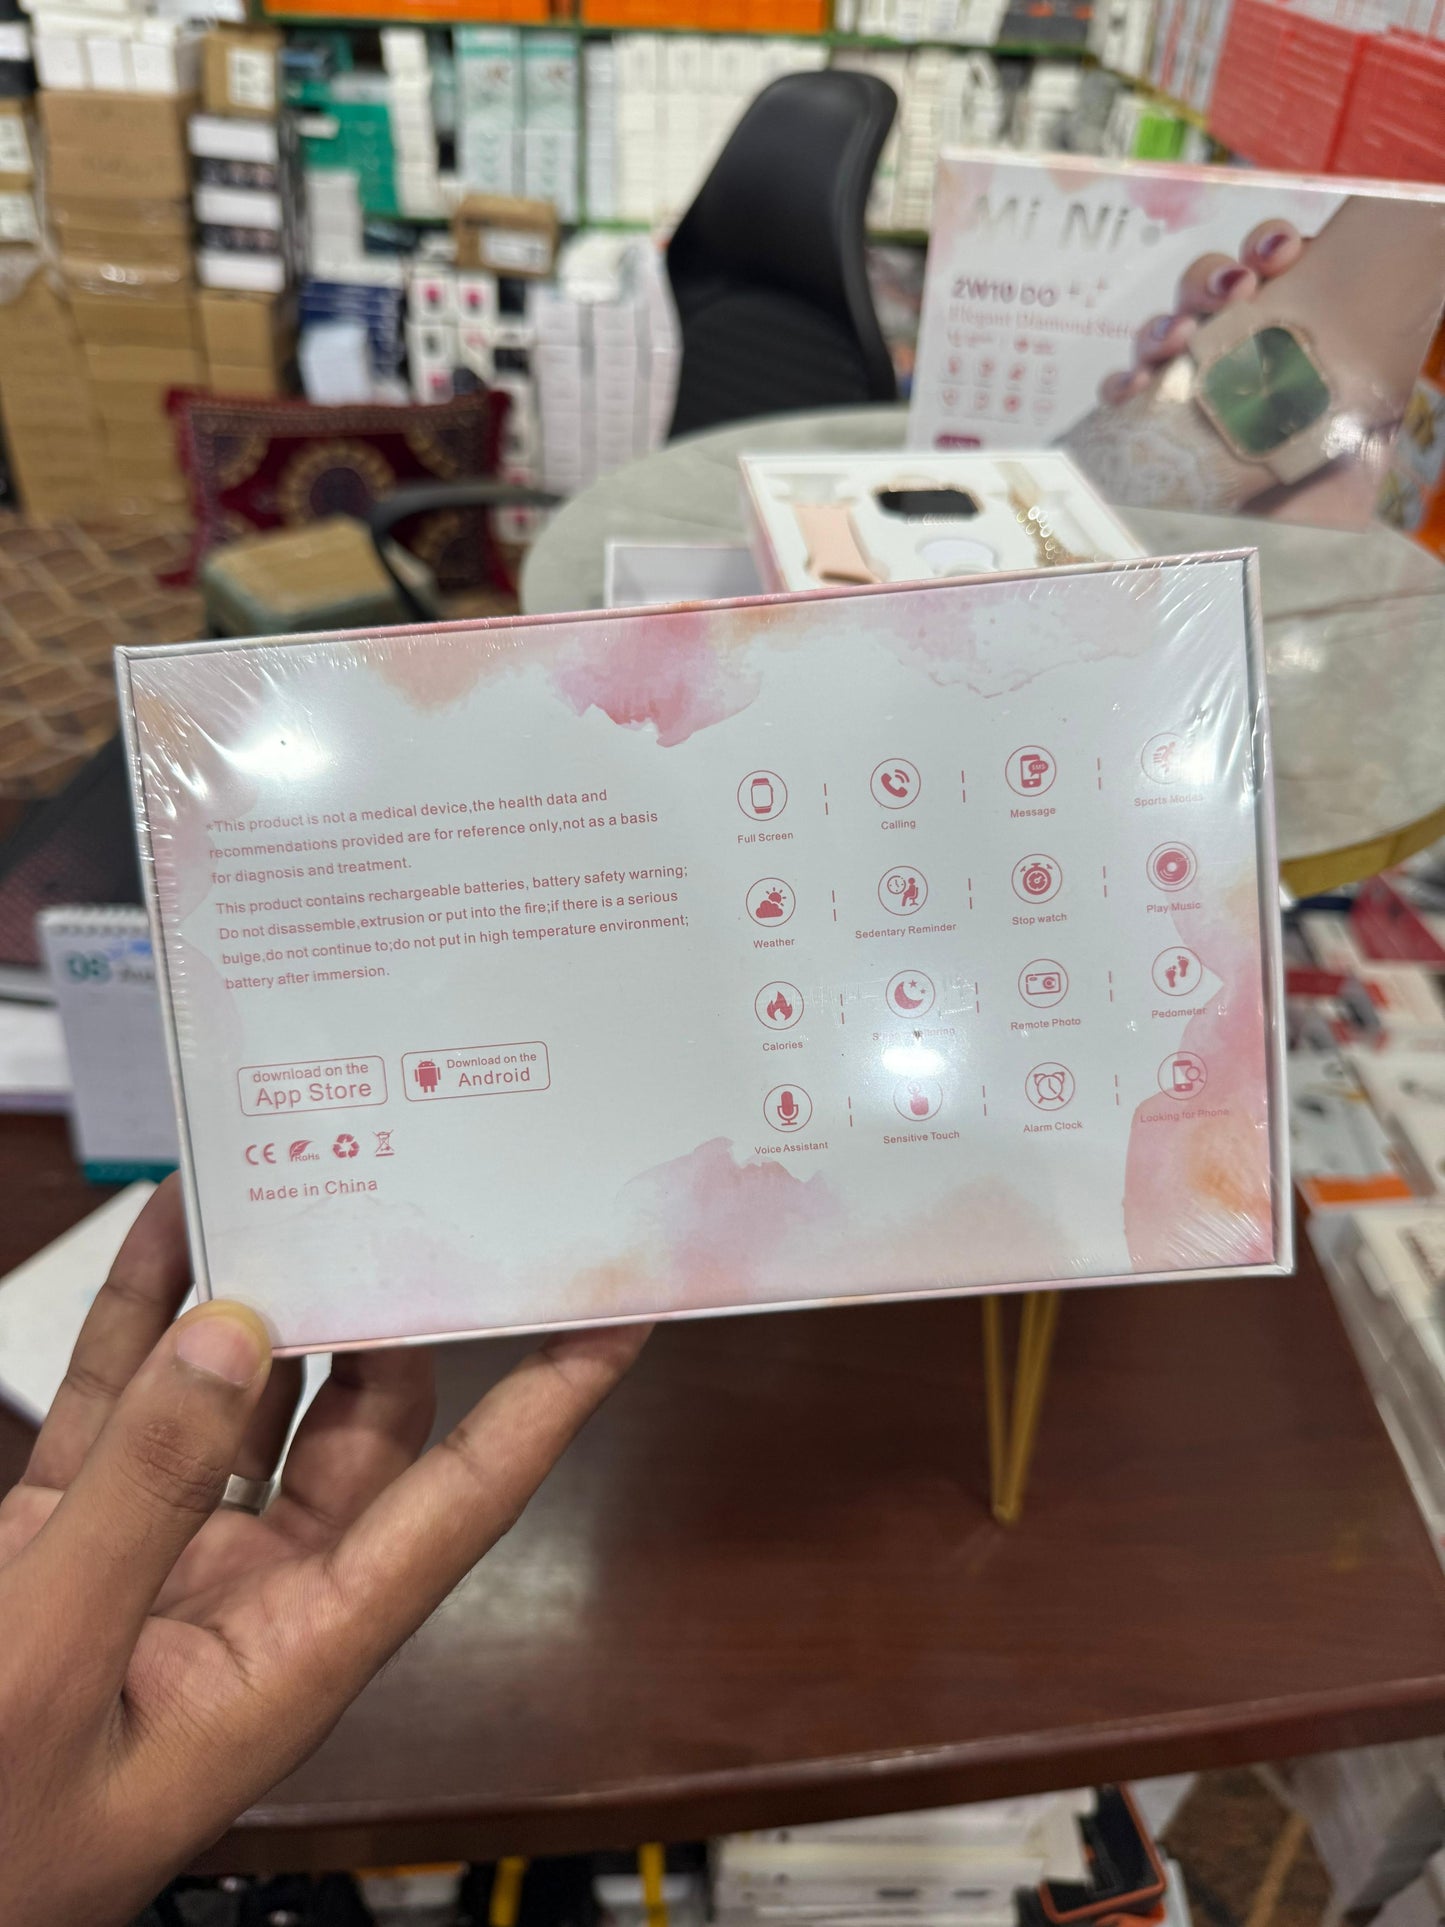 Mi Ni
Elegant Diamond
*This product is not a medical device,the health data and
recommendations provided are for reference only,not as a basis
for diagnosis and treatment.
This product contains rechargeable batteries, battery safety warning;
Do not disassemble,extrusion or put into the fire;if there is a serious
bulge,do not continue to;do not put in high temperature environment;
battery after immersion.
download on the
App Store
Download on the
Android
CE
RoHS
Made in China
Full Screen
Calling
SMS
Message
Sports Modes
Weather
Sedentary Reminder
Stop watch
Play Music
Calories
Remote Photo
Pedometer
Voice Assistant
Sensitive Touch
Alarm Clock
Looking for Phone